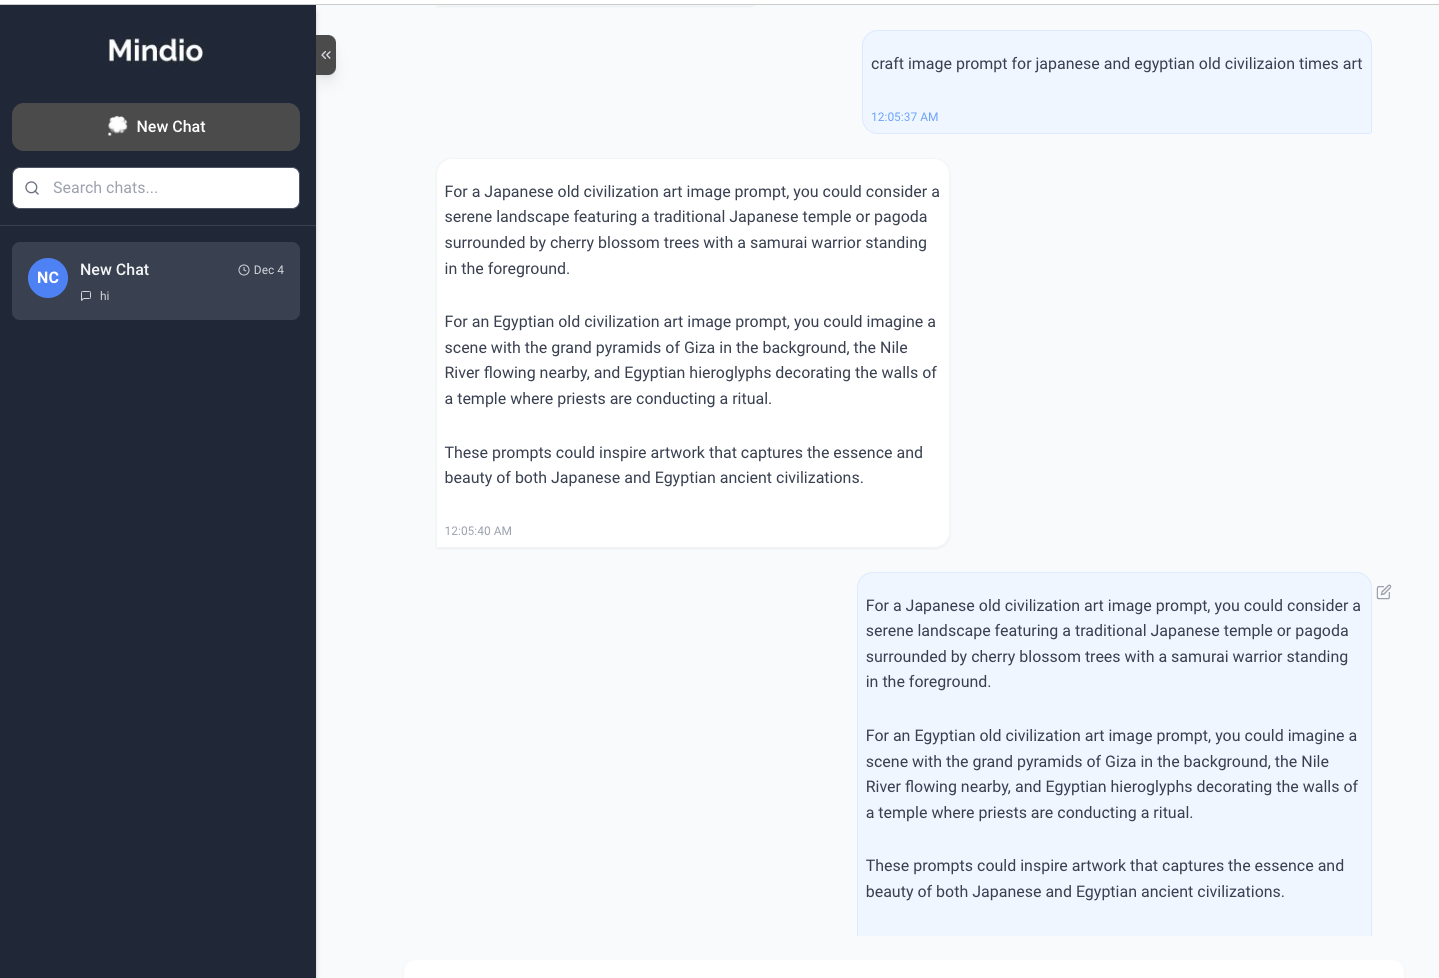 Mindio
New Chat
Search chats...
NC
New Chat
Dec 4
hi
craft image prompt for japanese and egyptian old civilizaion times art
12:05:37 AM
For a Japanese old civilization art image prompt, you could consider a
serene landscape featuring a traditional Japanese temple or pagoda
surrounded by cherry blossom trees with a samurai warrior standing
in the foreground.
For an Egyptian old civilization art image prompt, you could imagine a
scene with the grand pyramids of Giza in the background, the Nile
River flowing nearby, and Egyptian hieroglyphs decorating the walls of
a temple where priests are conducting a ritual.
These prompts could inspire artwork that captures the essence and
beauty of both Japanese and Egyptian ancient civilizations.
12:05:40 AM
For a Japanese old civilization art image prompt, you could consider a
serene landscape featuring a traditional Japanese temple or pagoda
surrounded by cherry blossom trees with a samurai warrior standing
in the foreground.
For an Egyptian old civilization art image prompt, you could imagine a
scene with the grand pyramids of Giza in the background, the Nile
River flowing nearby, and Egyptian hieroglyphs decorating the walls of
a temple where priests are conducting a ritual.
These prompts could inspire artwork that captures the essence and
beauty of both Japanese and Egyptian ancient civilizations.